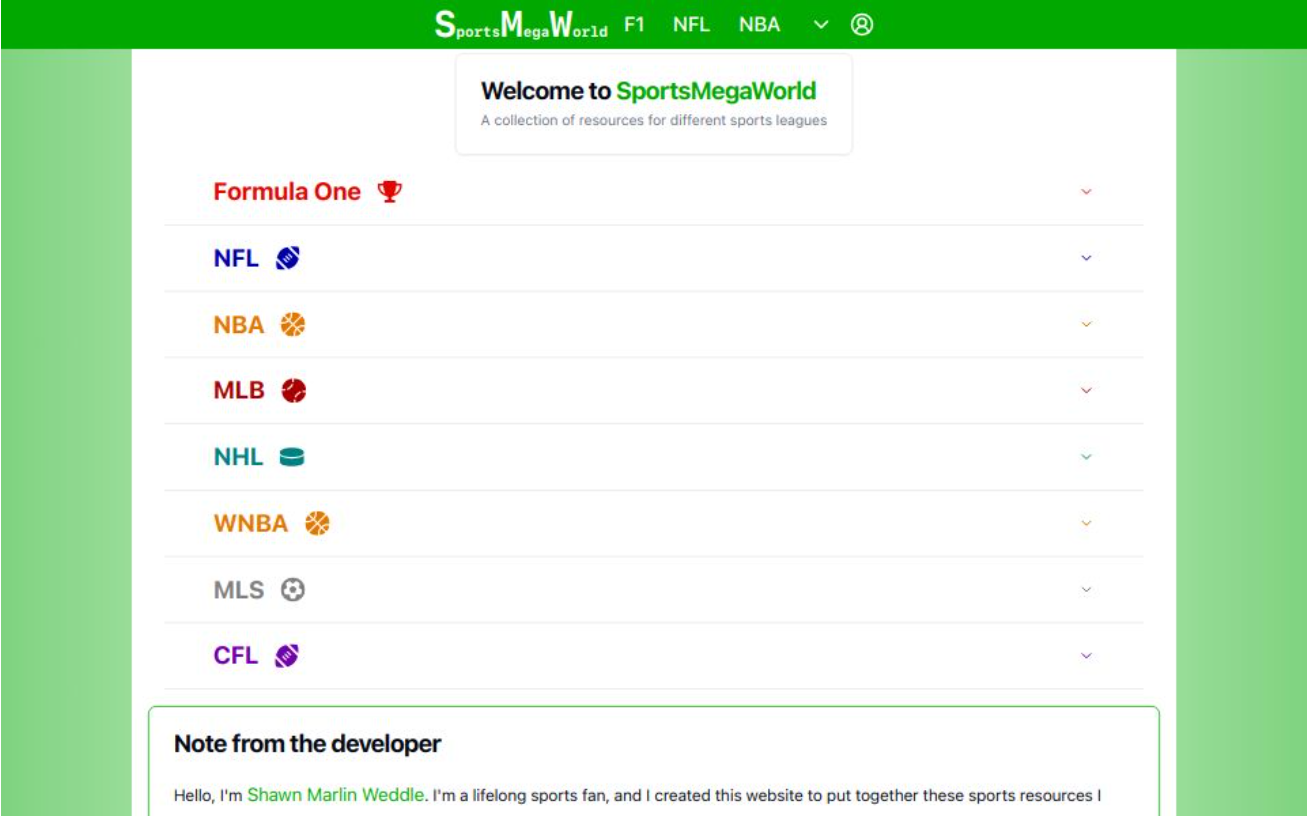 SportsMegaWorld F1 NFL NBA
Welcome to SportsMegaWorld
A collection of resources for different sports leagues
Formula One
NFL
NBA
MLB
NHL
WNBA
MLS
CFL
Note from the developer
Hello, I'm Shawn Marlin Weddle. I'm a lifelong sports fan, and I created this website to put together these sports resources I